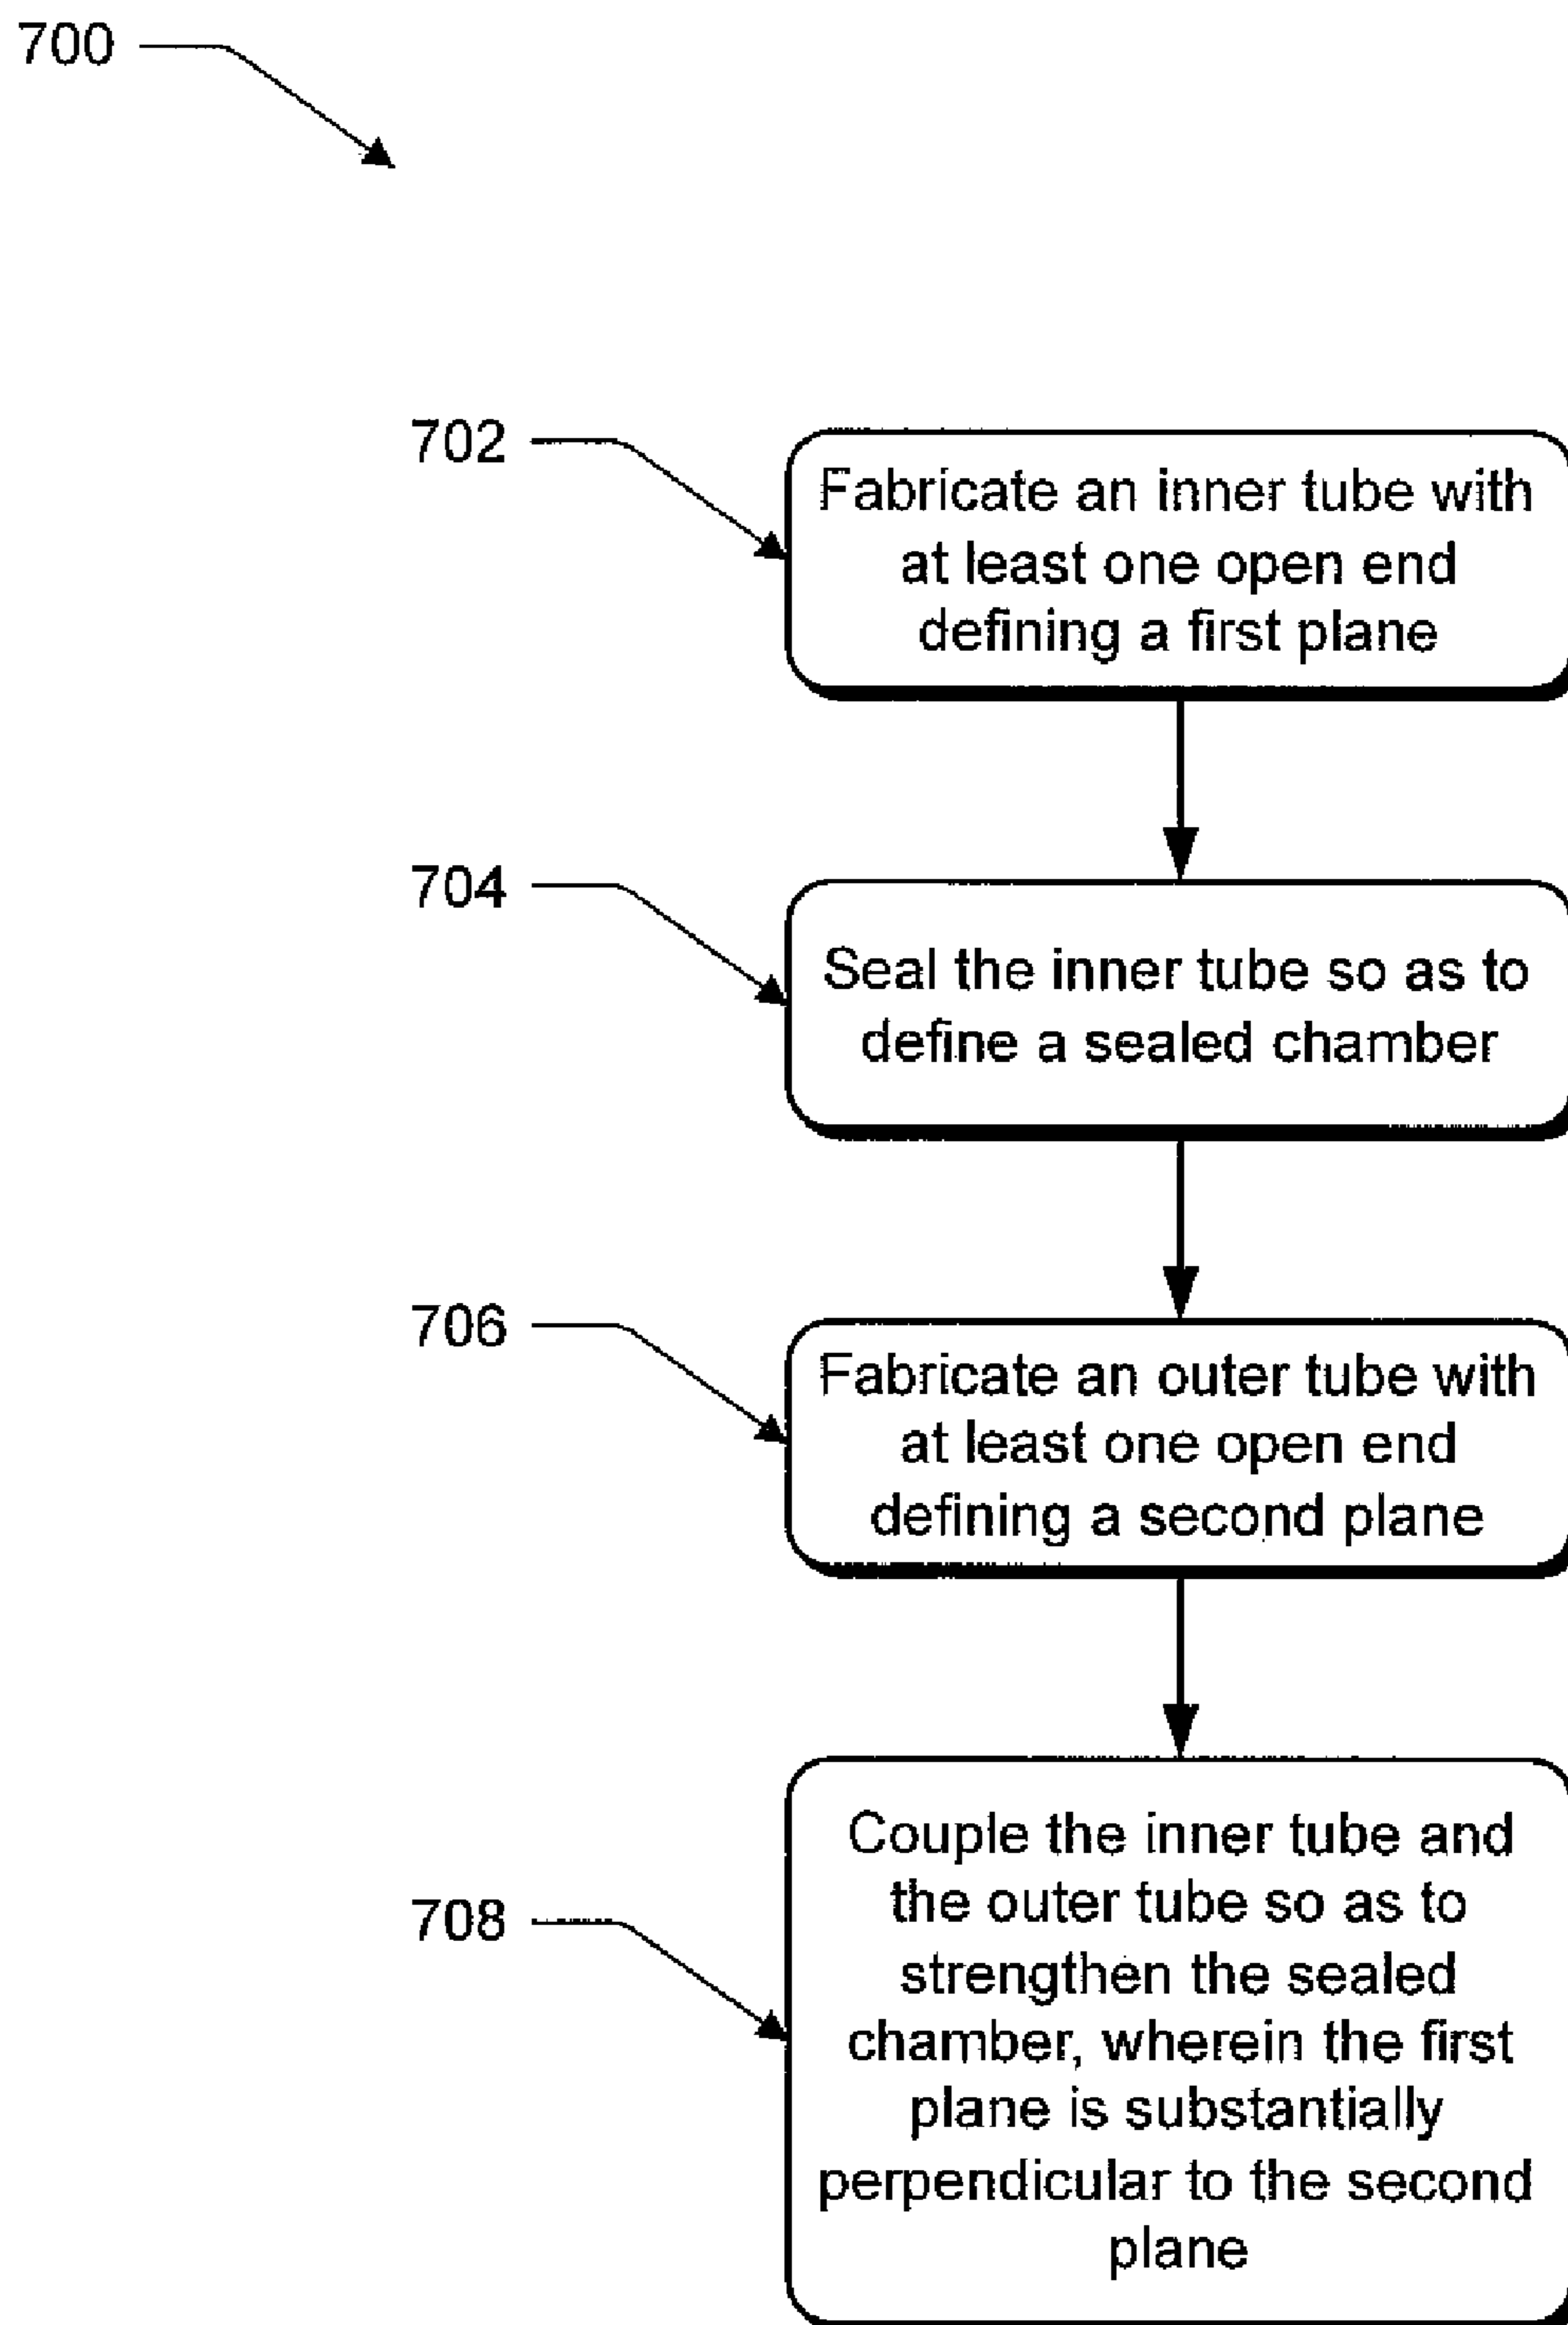 700
702
Fabricate an inner tube with
at least one open end
defining a first plane
704
Seal the inner tube so as to
define a sealed chamber
706
Fabricate an outer tube with
at least one open end
defining a second plane
708
Couple the inner tube and
the outer tube so as to
strengthen the sealed
chamber, wherein the first
plane is substantially
perpendicular to the second
plane